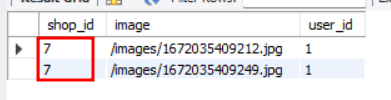 Result Grid Filter Rows:
shop_id image user_id
7 /images/1672035409212.jpg 1
7 /images/1672035409249.jpg 1